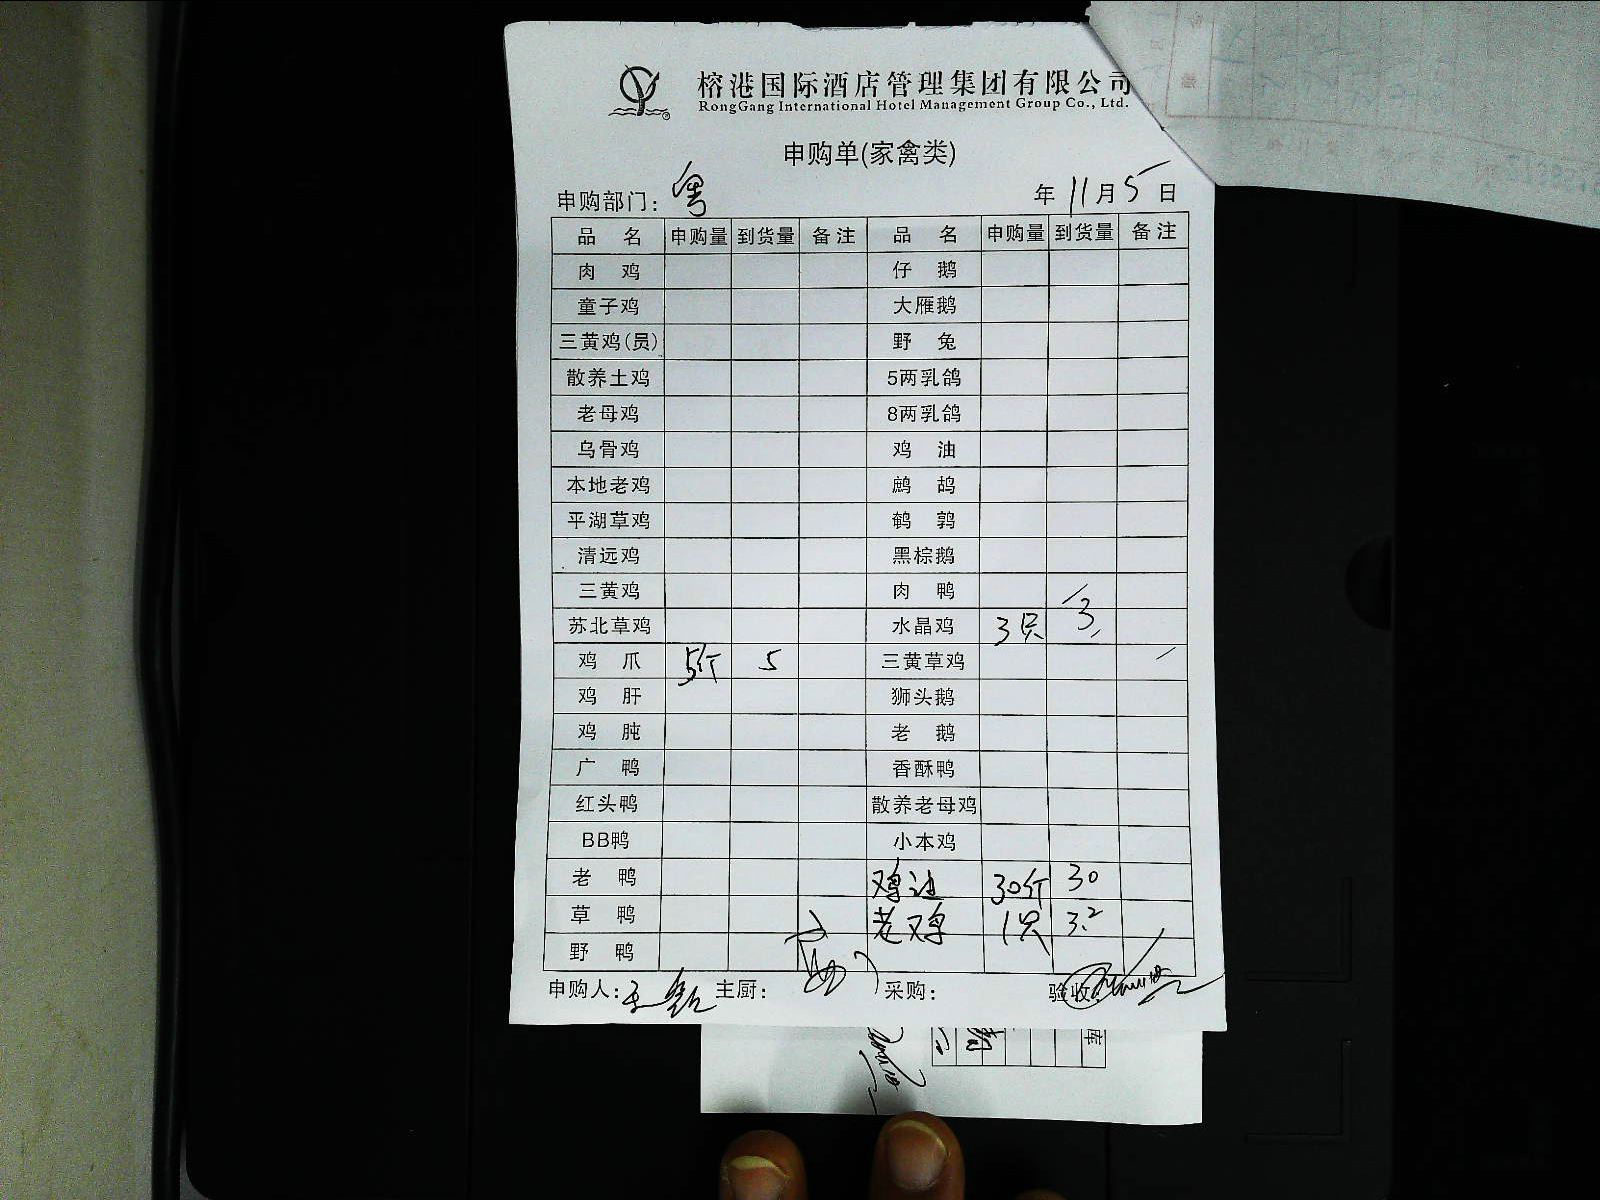 榕港国际酒店管理集团有限公司
RongGang International Hotel Management Group Co., Ltd.
申购单(家禽类)
申购部门: 粤 年 11月 5日
品名 申购量 到货量 备注 品名 申购量 到货量 备注
肉鸡 仔鹅
童子鸡 大雁鹅
三黄鸡(员) 野兔
散养土鸡 5两乳鸽
老母鸡 8两乳鸽
乌骨鸡 鸡油
本地老鸡 鹧鸪
平湖草鸡 鹌鹑
清远鸡 黑棕鹅
三黄鸡 肉鸭
苏北草鸡 水晶鸡 3只 3
鸡爪 5斤 5 三黄草鸡
鸡肝 狮头鹅
鸡肫 老鹅
广鸭 香酥鸭
红头鸭 散养老母鸡
BB鸭 小本鸡
老鸭 鸡油 30斤 30
草鸭 老鸡 1只 3.2
野鸭
申购人: 主厨: 采购: 验收:
库